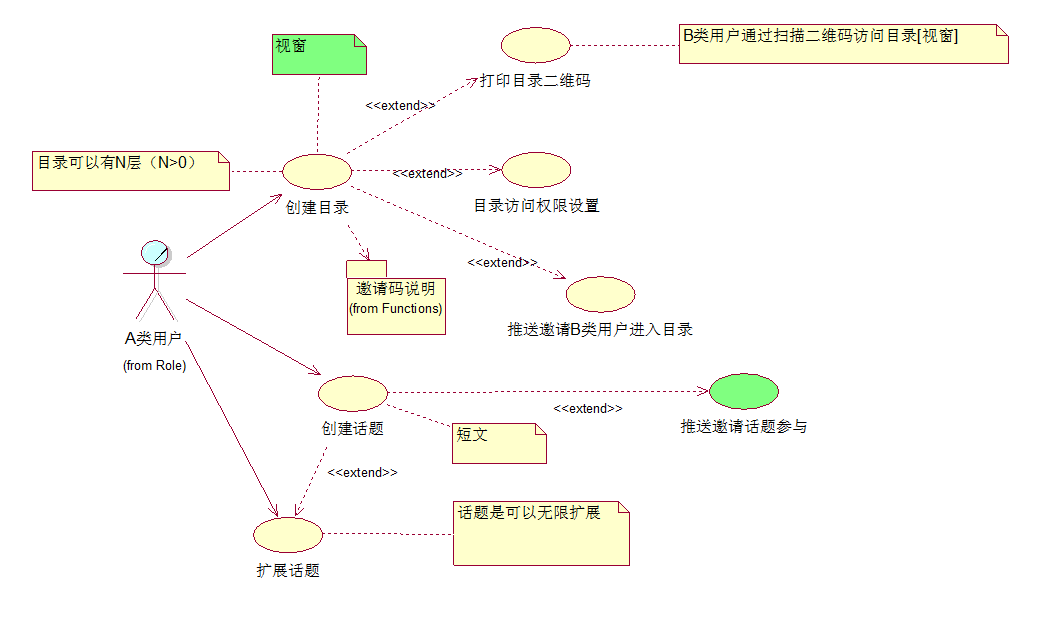 视窗
B类用户通过扫描二维码访问目录[视窗]
打印目录二维码
<<extend>>
目录可以有N层（N>0）
<<extend>>
创建目录
目录访问权限设置
<<extend>>
邀请码说明
(from Functions)
推送邀请B类用户进入目录
A类用户
(from Role)
<<extend>>
创建话题
短文
推送邀请话题参与
<<extend>>
话题是可以无限扩展
扩展话题